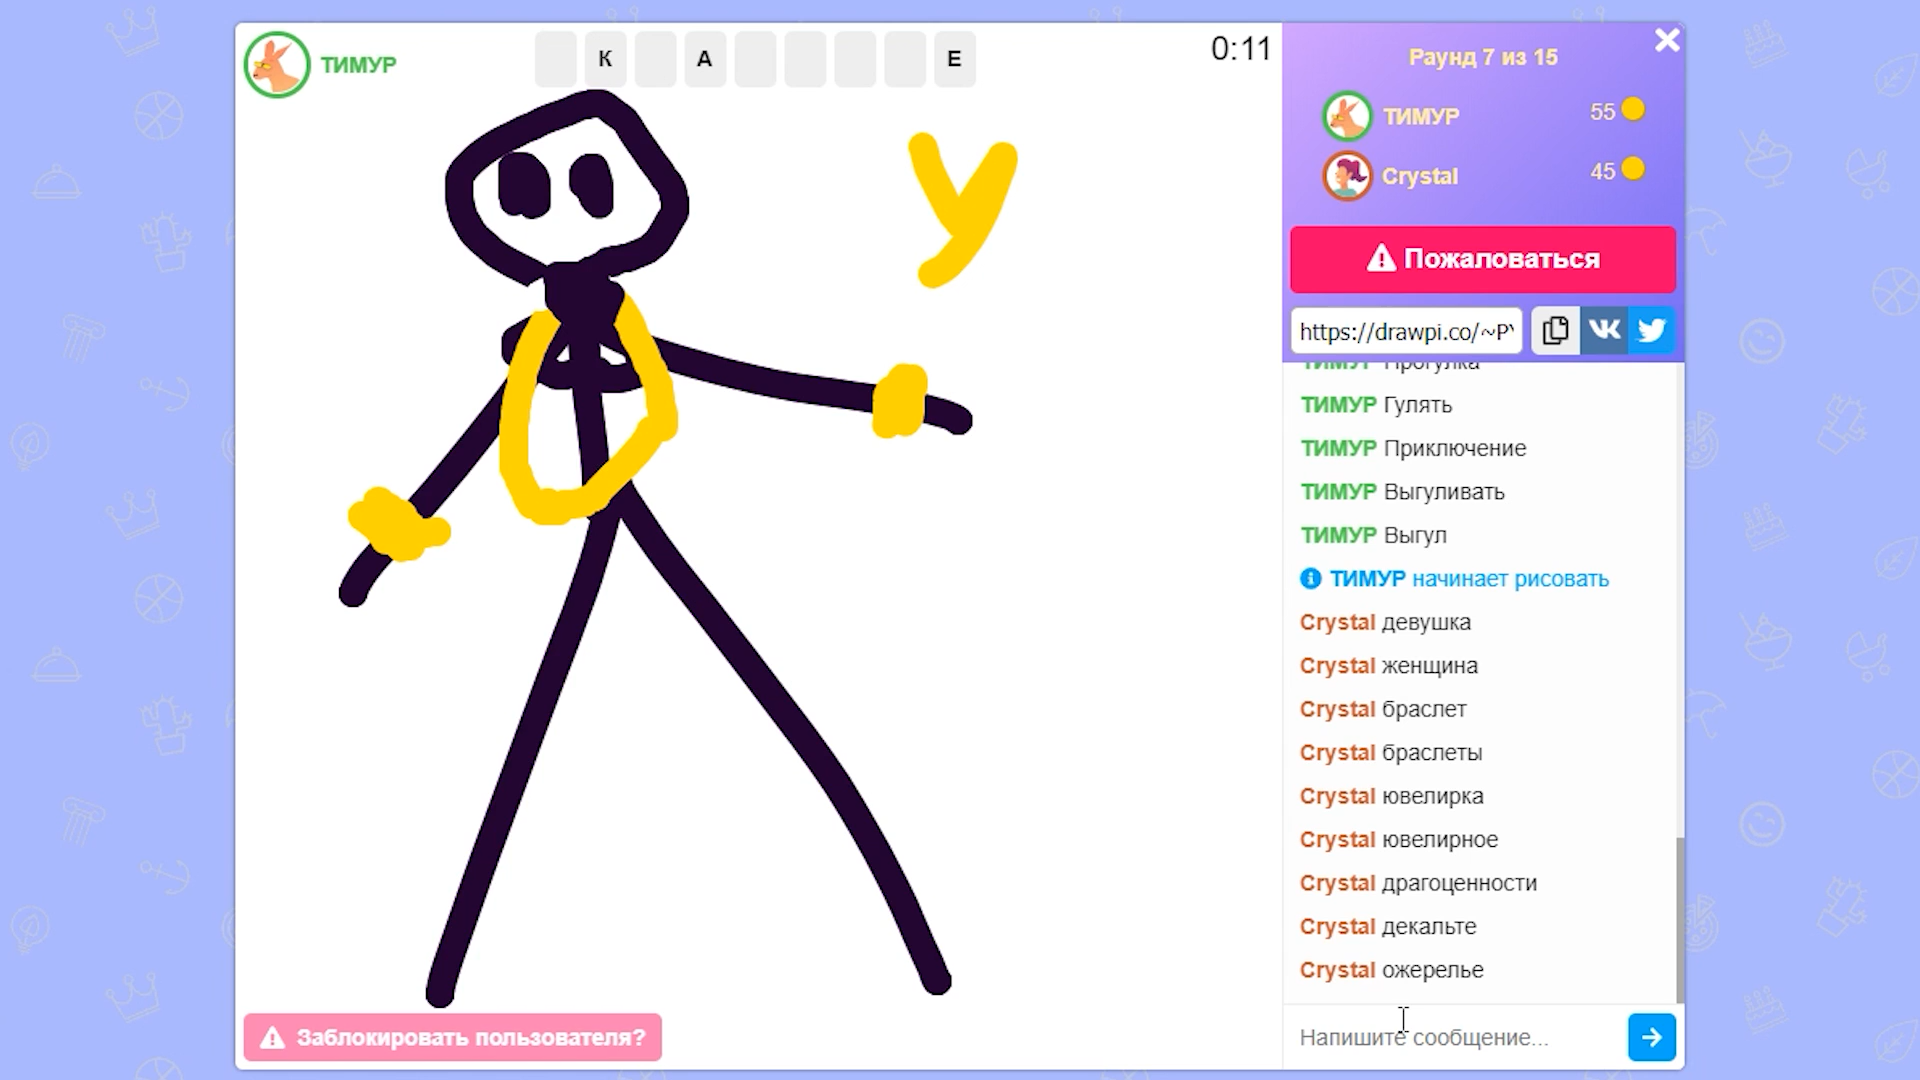 ТИМУР
К А Е
0:11
У
Раунд 7 из 15
ТИМУР 55
Crystal 45
Пожаловаться
https://drawpi.co/~P
ТИМУР Прогулка
ТИМУР Гулять
ТИМУР Приключение
ТИМУР Выгуливать
ТИМУР Выгул
ТИМУР начинает рисовать
Crystal девушка
Crystal женщина
Crystal браслет
Crystal браслеты
Crystal ювелирка
Crystal ювелирное
Crystal драгоценности
Crystal декальте
Crystal ожерелье
Заблокировать пользователя?
Напишите сообщение...